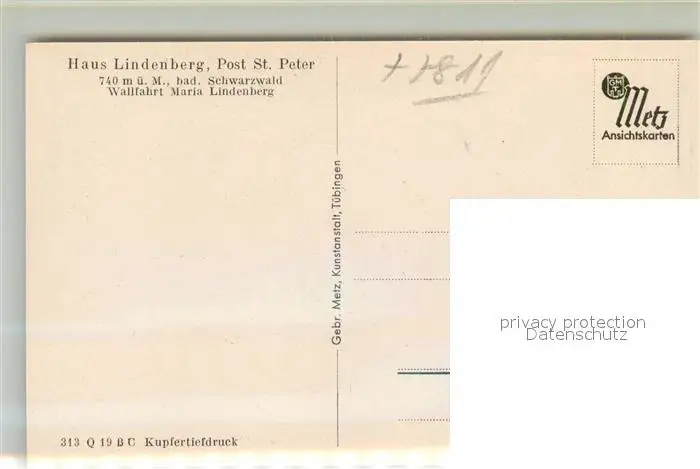 Haus Lindenberg, Post St. Peter
740 m ü. M., bad. Schwarzwald
Wallfahrt Maria Lindenberg
GMT
Metz
Ansichtskarten
Gebr. Metz, Kunstanstalt, Tübingen
privacy protection
Datenschutz
313 Q 19 B C Kupfertiefdruck